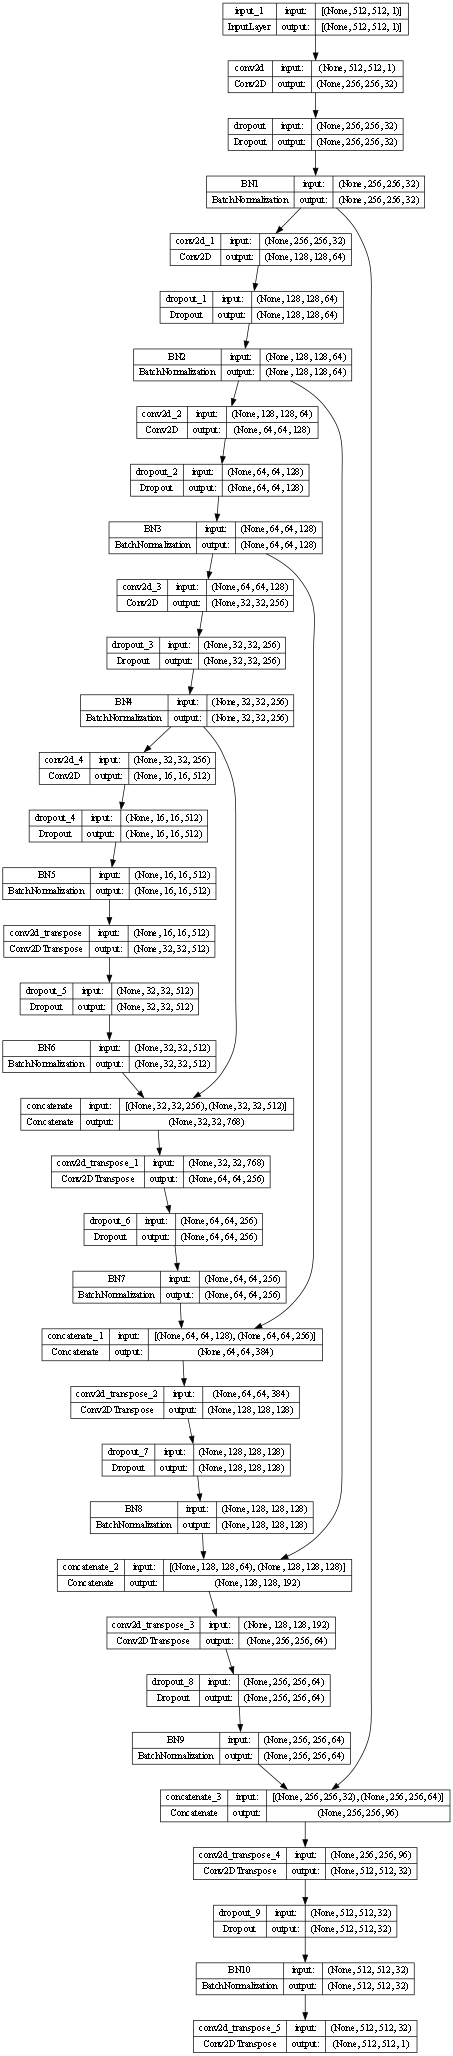 input_1 input: [(None, 512, 512, 1)]
InputLayer output: [(None, 512, 512, 1)]
conv2d input: (None, 512, 512, 1)
Conv2D output: (None, 256, 256, 32)
dropout input: (None, 256, 256, 32)
Dropout output: (None, 256, 256, 32)
BN1 input: (None, 256, 256, 32)
BatchNormalization output: (None, 256, 256, 32)
conv2d_1 input: (None, 256, 256, 32)
Conv2D output: (None, 128, 128, 64)
dropout_1 input: (None, 128, 128, 64)
Dropout output: (None, 128, 128, 64)
BN2 input: (None, 128, 128, 64)
BatchNormalization output: (None, 128, 128, 64)
conv2d_2 input: (None, 128, 128, 64)
Conv2D output: (None, 64, 64, 128)
dropout_2 input: (None, 64, 64, 128)
Dropout output: (None, 64, 64, 128)
BN3 input: (None, 64, 64, 128)
BatchNormalization output: (None, 64, 64, 128)
conv2d_3 input: (None, 64, 64, 128)
Conv2D output: (None, 32, 32, 256)
dropout_3 input: (None, 32, 32, 256)
Dropout output: (None, 32, 32, 256)
BN4 input: (None, 32, 32, 256)
BatchNormalization output: (None, 32, 32, 256)
conv2d_4 input: (None, 32, 32, 256)
Conv2D output: (None, 16, 16, 512)
dropout_4 input: (None, 16, 16, 512)
Dropout output: (None, 16, 16, 512)
BN5 input: (None, 16, 16, 512)
BatchNormalization output: (None, 16, 16, 512)
conv2d_transpose input: (None, 16, 16, 512)
Conv2DTranspose output: (None, 32, 32, 512)
dropout_5 input: (None, 32, 32, 512)
Dropout output: (None, 32, 32, 512)
BN6 input: (None, 32, 32, 512)
BatchNormalization output: (None, 32, 32, 512)
concatenate input: [(None, 32, 32, 256), (None, 32, 32, 512)]
Concatenate output: (None, 32, 32, 768)
conv2d_transpose_1 input: (None, 32, 32, 768)
Conv2DTranspose output: (None, 64, 64, 256)
dropout_6 input: (None, 64, 64, 256)
Dropout output: (None, 64, 64, 256)
BN7 input: (None, 64, 64, 256)
BatchNormalization output: (None, 64, 64, 256)
concatenate_1 input: [(None, 64, 64, 128), (None, 64, 64, 256)]
Concatenate output: (None, 64, 64, 384)
conv2d_transpose_2 input: (None, 64, 64, 384)
Conv2DTranspose output: (None, 128, 128, 128)
dropout_7 input: (None, 128, 128, 128)
Dropout output: (None, 128, 128, 128)
BN8 input: (None, 128, 128, 128)
BatchNormalization output: (None, 128, 128, 128)
concatenate_2 input: [(None, 128, 128, 64), (None, 128, 128, 128)]
Concatenate output: (None, 128, 128, 192)
conv2d_transpose_3 input: (None, 128, 128, 192)
Conv2DTranspose output: (None, 256, 256, 64)
dropout_8 input: (None, 256, 256, 64)
Dropout output: (None, 256, 256, 64)
BN9 input: (None, 256, 256, 64)
BatchNormalization output: (None, 256, 256, 64)
concatenate_3 input: [(None, 256, 256, 32), (None, 256, 256, 64)]
Concatenate output: (None, 256, 256, 96)
conv2d_transpose_4 input: (None, 256, 256, 96)
Conv2DTranspose output: (None, 512, 512, 32)
dropout_9 input: (None, 512, 512, 32)
Dropout output: (None, 512, 512, 32)
BN10 input: (None, 512, 512, 32)
BatchNormalization output: (None, 512, 512, 32)
conv2d_transpose_5 input: (None, 512, 512, 32)
Conv2DTranspose output: (None, 512, 512, 1)